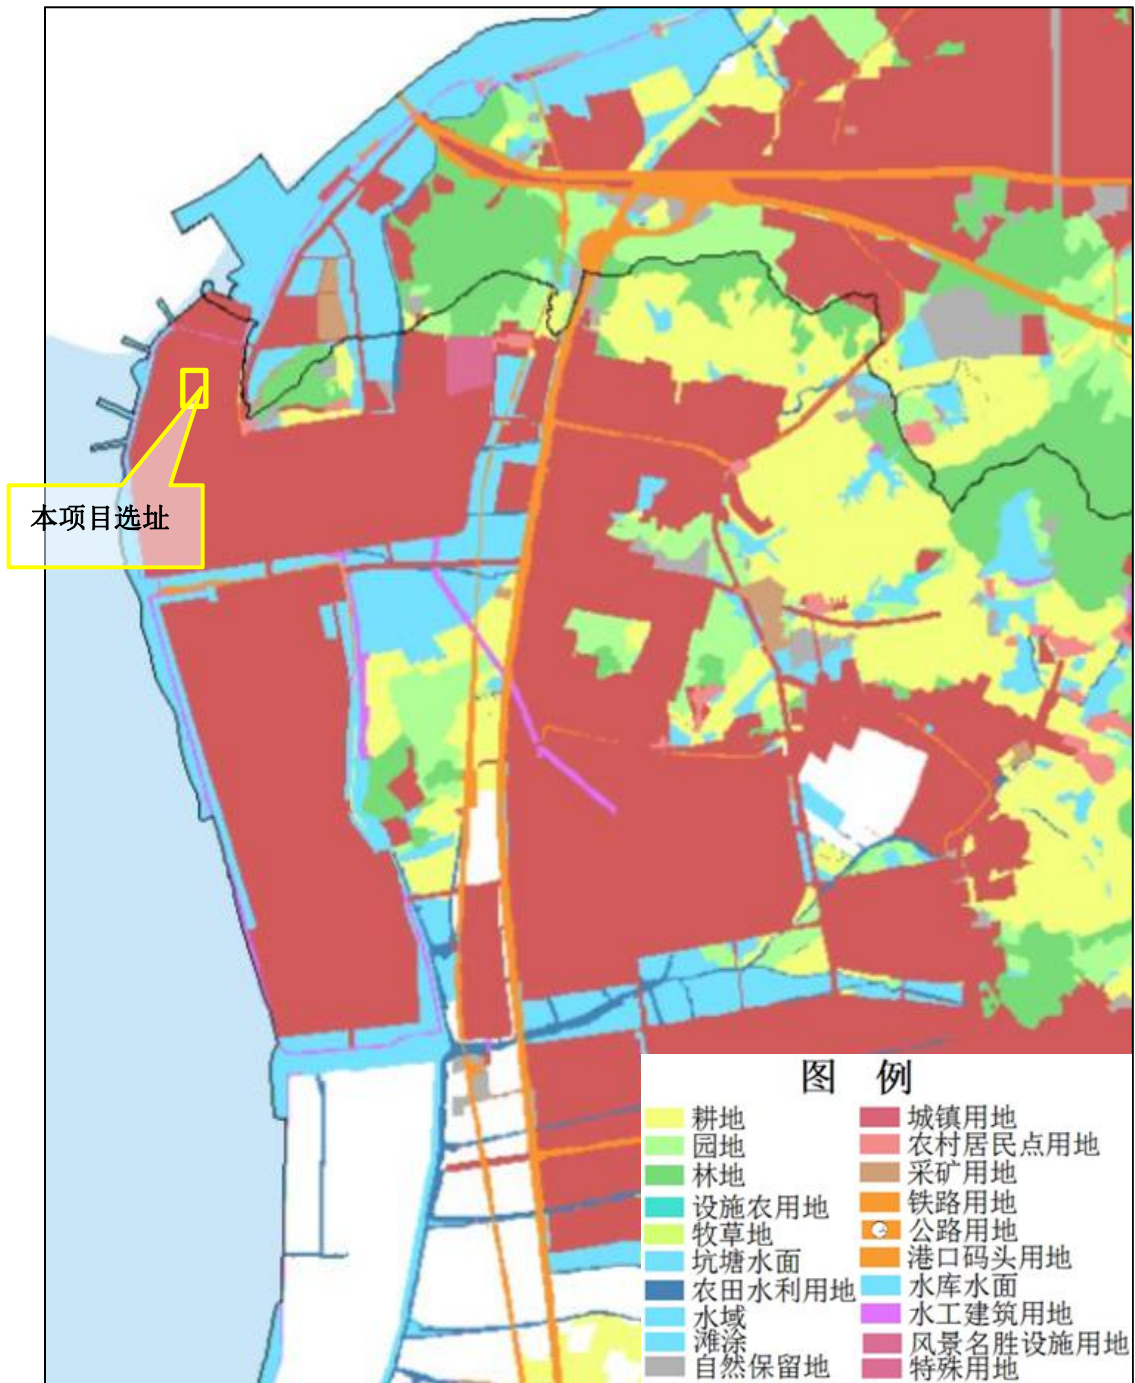 本项目选址
图 例
耕地
园地
林地
设施农用地
牧草地
坑塘水面
农田水利用地
水域
滩涂
自然保留地
城镇用地
农村居民点用地
采矿用地
铁路用地
公路用地
港口码头用地
水库水面
水工建筑用地
风景名胜设施用地
特殊用地